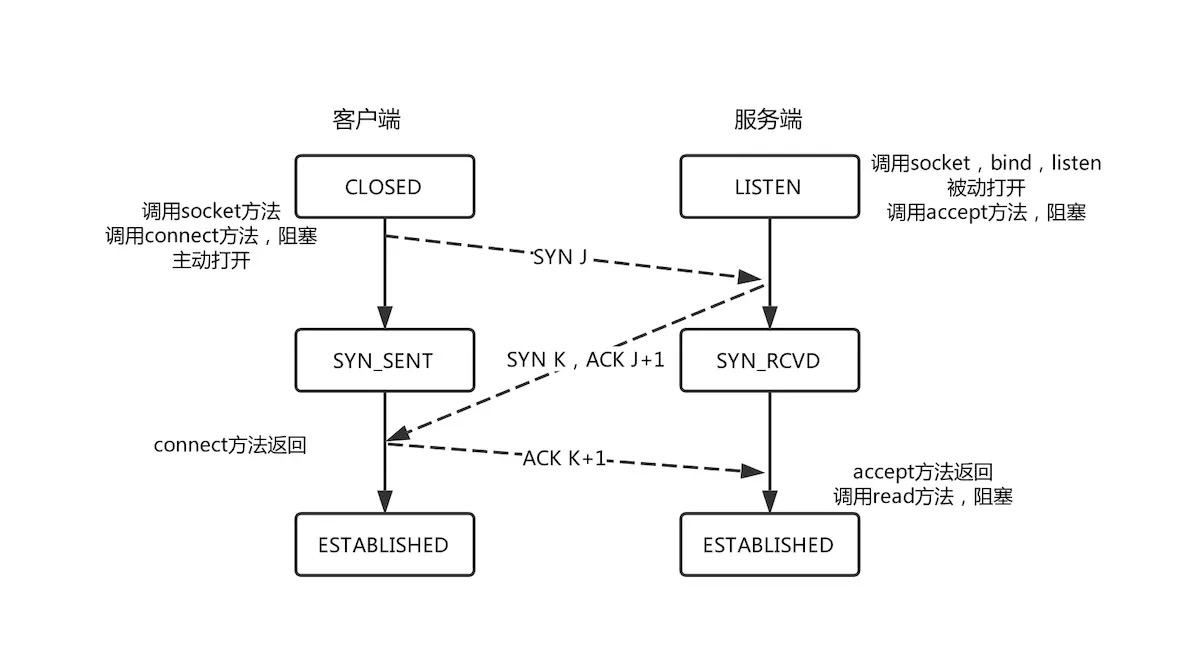 客户端
服务端
CLOSED
LISTEN
调用socket，bind，listen
被动打开
调用accept方法，阻塞
调用socket方法
调用connect方法，阻塞
主动打开
SYN J
SYN_SENT
SYN K，ACK J+1
SYN_RCVD
connect方法返回
ACK K+1
accept方法返回
调用read方法，阻塞
ESTABLISHED
ESTABLISHED